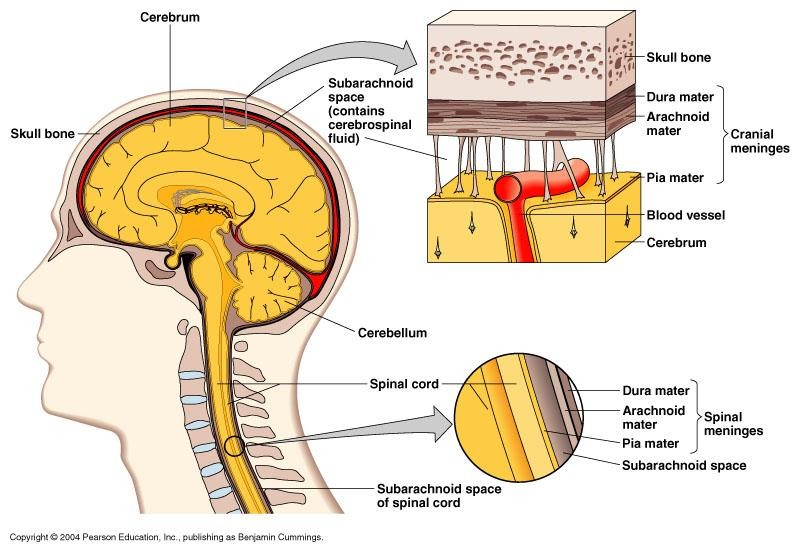 Cerebrum
Skull bone
Subarachnoid
space
(contains
cerebrospinal
fluid)
Skull bone
Dura mater
Arachnoid
mater
Cranial
meninges
Pia mater
Blood vessel
Cerebrum
Cerebellum
Spinal cord
Dura mater
Arachnoid
mater
Spinal
meninges
Pia mater
Subarachnoid space
Subarachnoid space
of spinal cord
Copyright © 2004 Pearson Education, Inc., publishing as Benjamin Cummings.